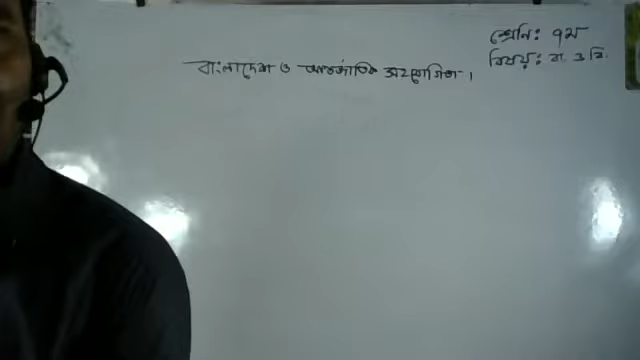 শ্রেনি: ৭ম
বিষয়: বা. ও বি.
বাংলাদেশ ও আন্তর্জাতিক সহযোগিতা।